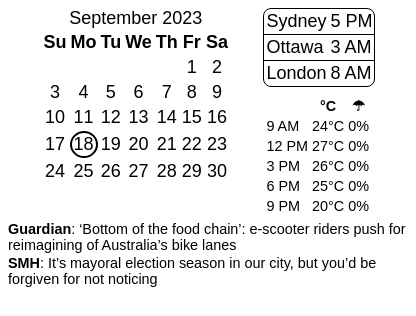 September 2023
Su Mo Tu We Th Fr Sa
1 2
3 4 5 6 7 8 9
10 11 12 13 14 15 16
17 18 19 20 21 22 23
24 25 26 27 28 29 30
Sydney 5 PM
Ottawa 3 AM
London 8 AM
°C ☂
9 AM 24°C 0%
12 PM 27°C 0%
3 PM 26°C 0%
6 PM 25°C 0%
9 PM 20°C 0%
Guardian: ‘Bottom of the food chain’: e-scooter riders push for
reimagining of Australia’s bike lanes
SMH: It’s mayoral election season in our city, but you’d be
forgiven for not noticing